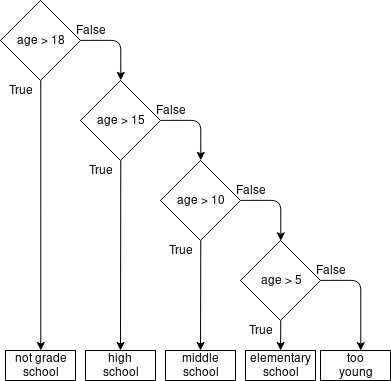 age > 18
False
True
age > 15
False
True
age > 10
False
True
age > 5
False
True
not grade
school
high
school
middle
school
elementary
school
too
young